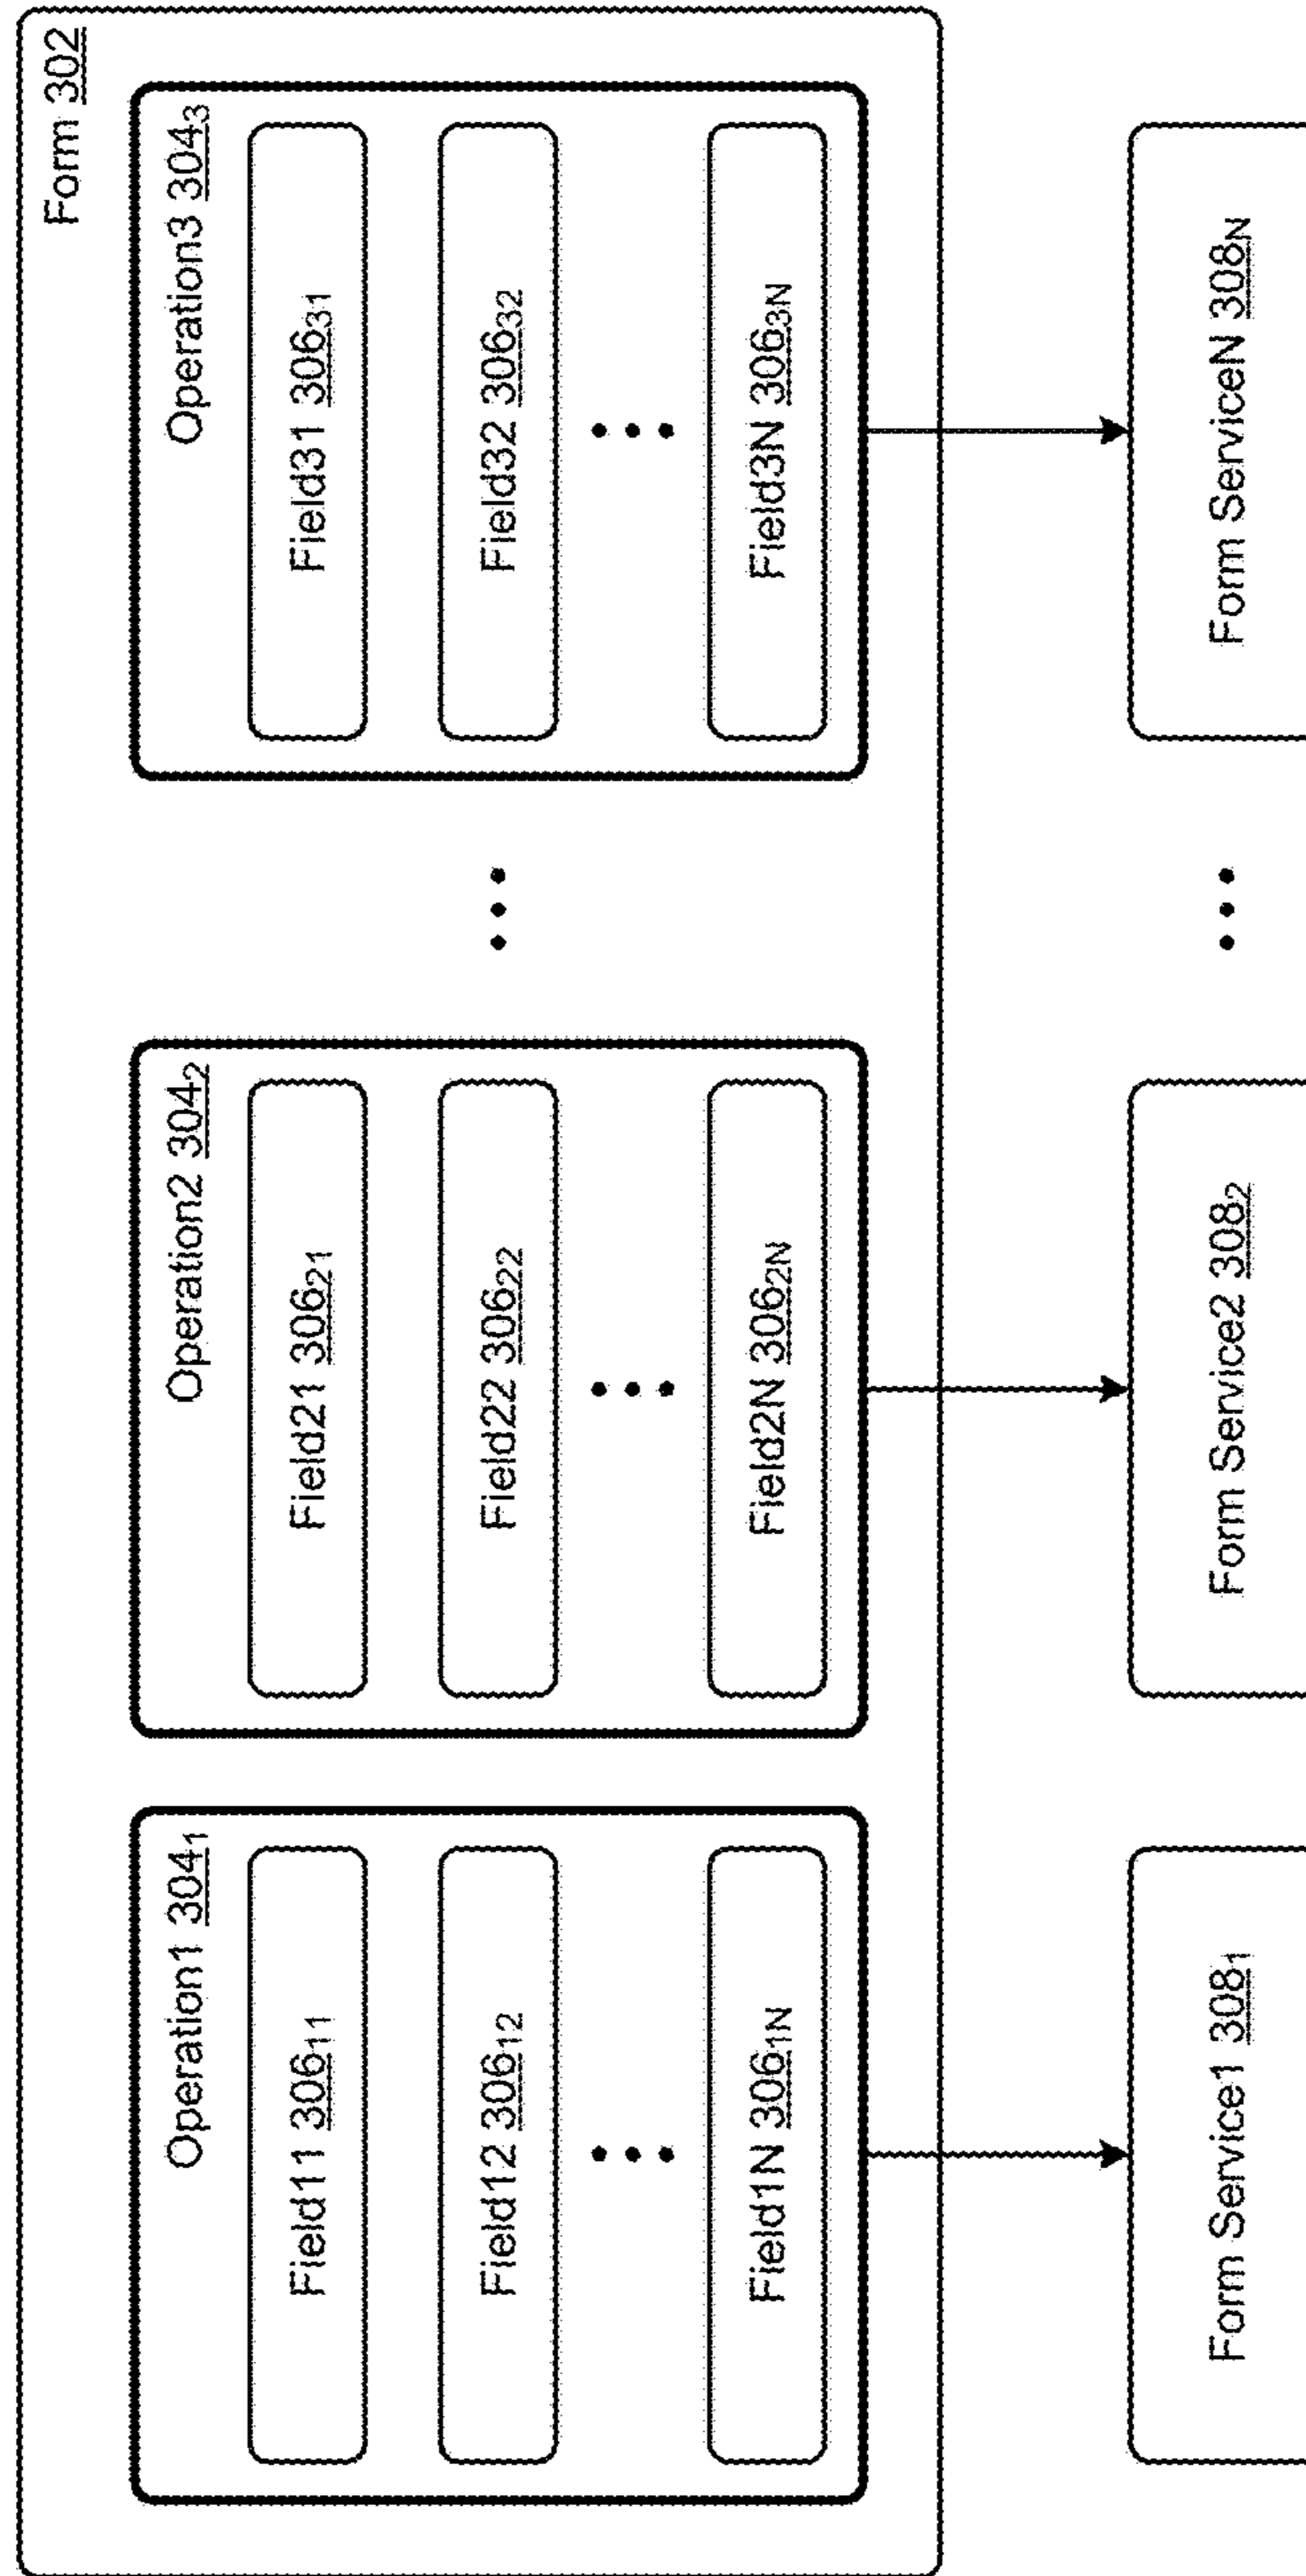 Form 302
Operation1 304₁
Field11 306₁₁
Field12 306₁₂
Field1N 306₁N
Operation2 304₂
Field21 306₂₁
Field22 306₂₂
Field2N 306₂N
Operation3 304₃
Field31 306₃₁
Field32 306₃₂
Field3N 306₃N
Form Service1 308₁
Form Service2 308₂
Form ServiceN 308N